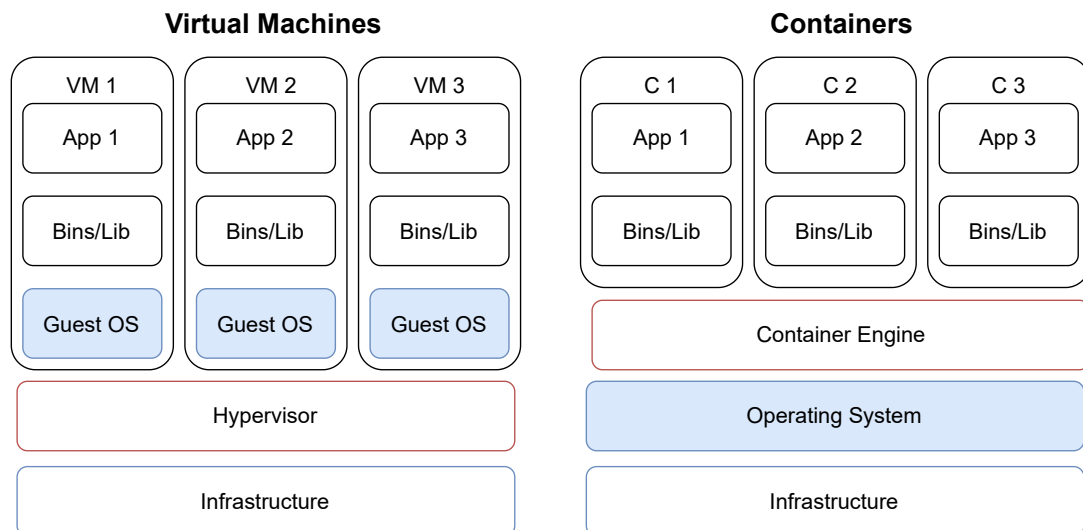 Virtual Machines
VM 1
App 1
Bins/Lib
Guest OS
VM 2
App 2
Bins/Lib
Guest OS
VM 3
App 3
Bins/Lib
Guest OS
Hypervisor
Infrastructure
Containers
C 1
App 1
Bins/Lib
C 2
App 2
Bins/Lib
C 3
App 3
Bins/Lib
Container Engine
Operating System
Infrastructure